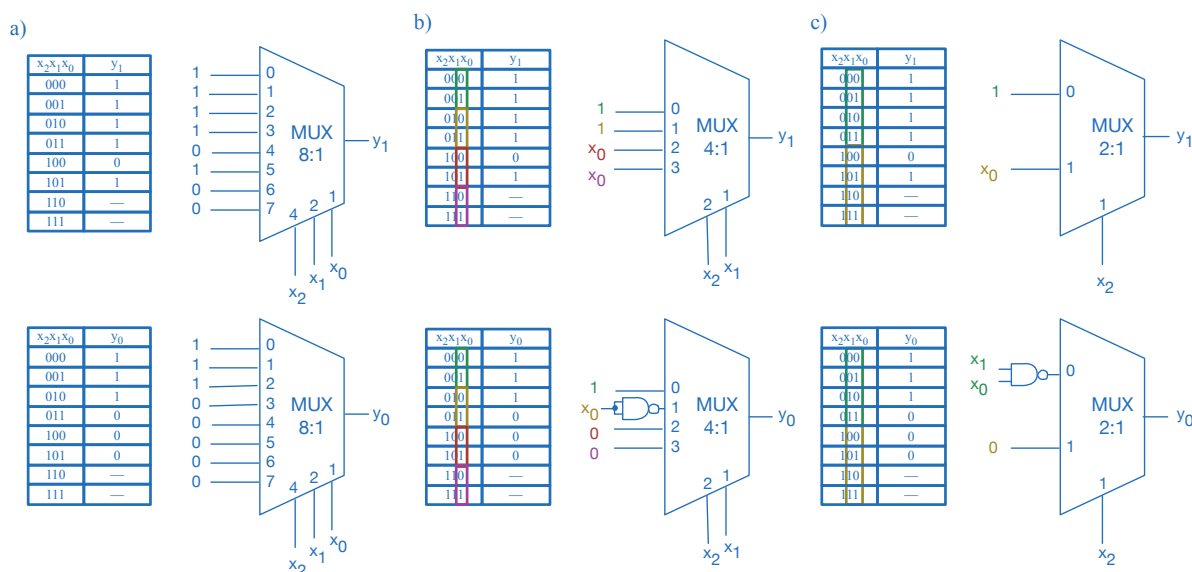 a)
x2x1x0 y1
000 1
001 1
010 1
011 1
100 0
101 1
110 —
111 —
1 0
1 1
1 2
1 3
0 4
1 5
0 6
0 7
MUX
8:1
4 2 1
y1
x2 x1 x0
x2x1x0 y0
000 1
001 1
010 1
011 0
100 0
101 0
110 —
111 —
1 0
1 1
1 2
0 3
0 4
0 5
0 6
0 7
MUX
8:1
4 2 1
y0
x2 x1 x0
b)
x2x1x0 y1
000 1
001 1
010 1
011 1
100 0
101 1
110 —
111 —
1 0
1 1
x0 2
x0 3
MUX
4:1
2 1
y1
x2 x1
x2x1x0 y0
000 1
001 1
010 1
011 0
100 0
101 0
110 —
111 —
1 0
x0 1
0 2
0 3
MUX
4:1
2 1
y0
x2 x1
c)
x2x1x0 y1
000 1
001 1
010 1
011 1
100 0
101 1
110 —
111 —
1 0
x0 1
MUX
2:1
1
y1
x2
x2x1x0 y0
000 1
001 1
010 1
011 0
100 0
101 0
110 —
111 —
x1
x0
0
0 1
MUX
2:1
1
y0
x2